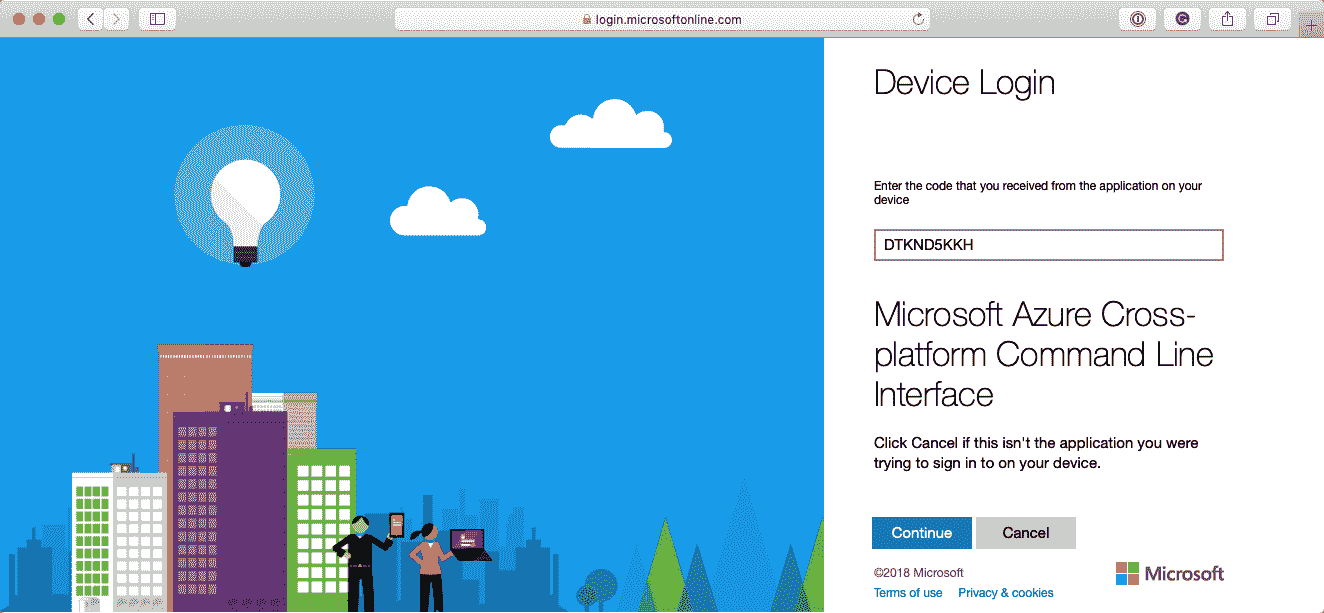 login.microsoftonline.com
Device Login
Enter the code that you received from the application on your
device
DTKND5KKH
Microsoft Azure Cross-
platform Command Line
Interface
Click Cancel if this isn't the application you were
trying to sign in to on your device.
Continue Cancel
©2018 Microsoft
Terms of use Privacy & cookies
Microsoft